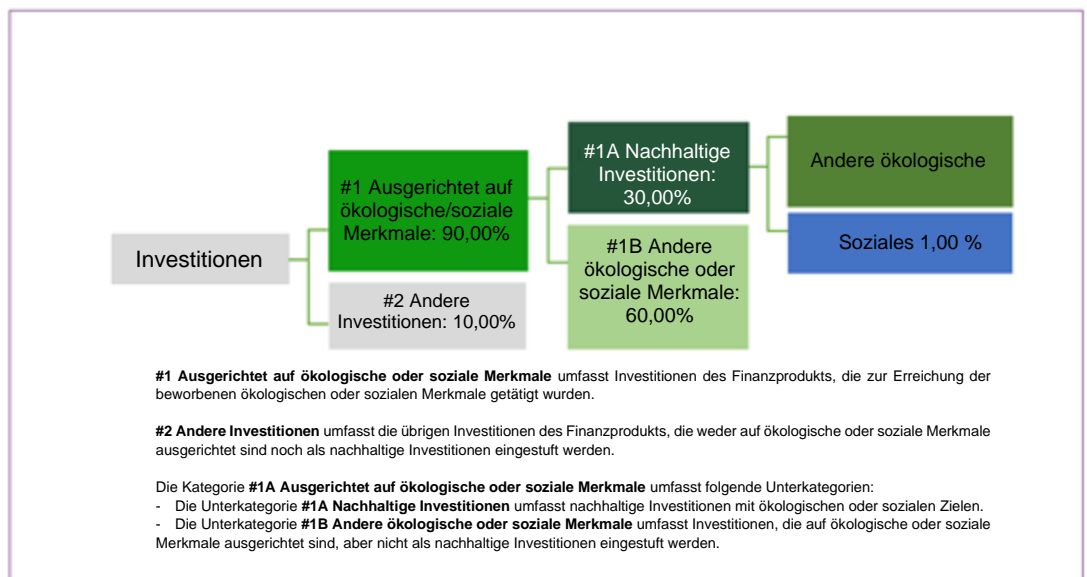 Investitionen
#1 Ausgerichtet auf
ökologische/soziale
Merkmale: 90,00%
#2 Andere
Investitionen: 10,00%
#1A Nachhaltige
Investitionen:
30,00%
#1B Andere
ökologische oder
soziale Merkmale:
60,00%
Andere ökologische
Soziales 1,00 %
#1 Ausgerichtet auf ökologische oder soziale Merkmale umfasst Investitionen des Finanzprodukts, die zur Erreichung der
beworbenen ökologischen oder sozialen Merkmale getätigt wurden.
#2 Andere Investitionen umfasst die übrigen Investitionen des Finanzprodukts, die weder auf ökologische oder soziale Merkmale
ausgerichtet sind noch als nachhaltige Investitionen eingestuft werden.
Die Kategorie #1A Ausgerichtet auf ökologische oder soziale Merkmale umfasst folgende Unterkategorien:
- Die Unterkategorie #1A Nachhaltige Investitionen umfasst nachhaltige Investitionen mit ökologischen oder sozialen Zielen.
- Die Unterkategorie #1B Andere ökologische oder soziale Merkmale umfasst Investitionen, die auf ökologische oder soziale
Merkmale ausgerichtet sind, aber nicht als nachhaltige Investitionen eingestuft werden.